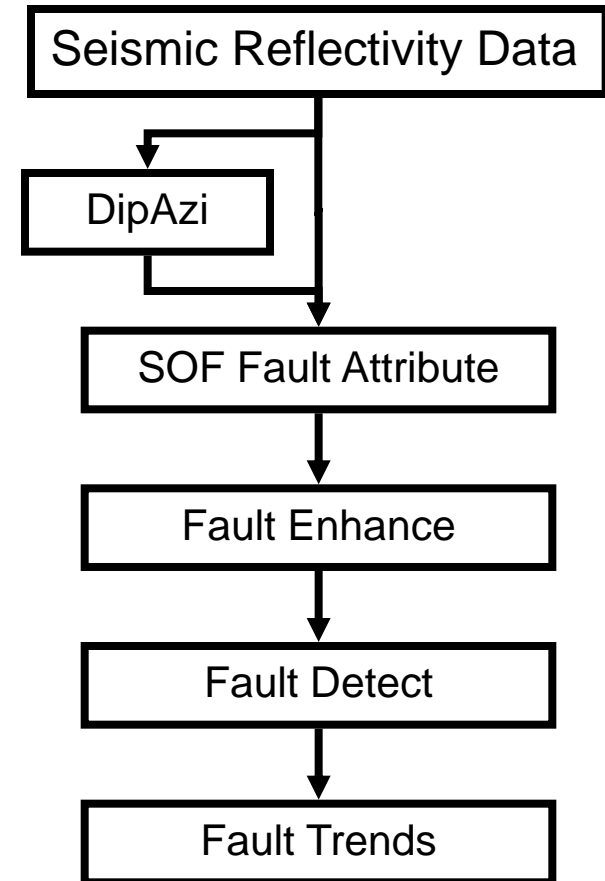 Seismic Reflectivity Data
DipAzi
SOF Fault Attribute
Fault Enhance
Fault Detect
Fault Trends